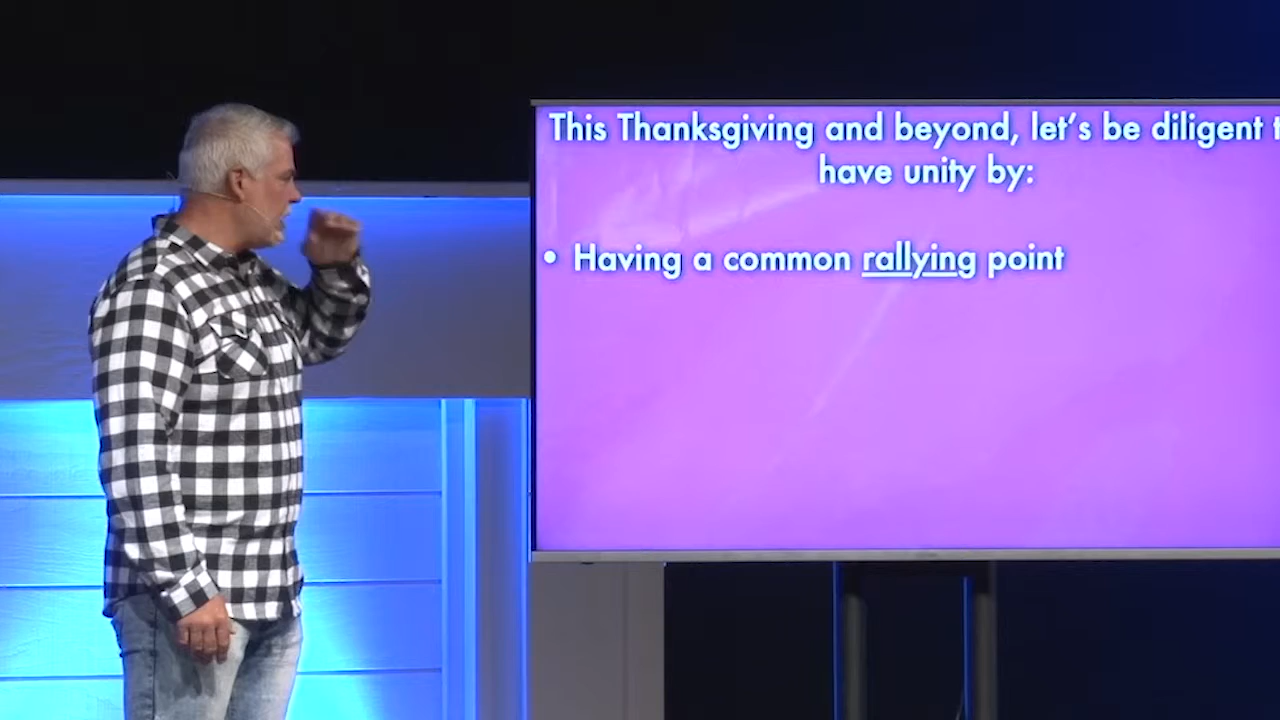 This Thanksgiving and beyond, let's be diligent
have unity by:
• Having a common rallying point